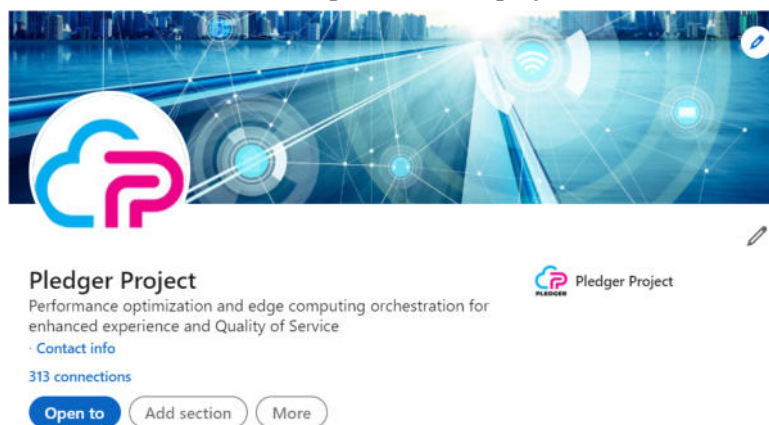 Pledger Project
PLEDGER
Pledger Project
Performance optimization and edge computing orchestration for
enhanced experience and Quality of Service
· Contact info
313 connections
Open to
Add section
More